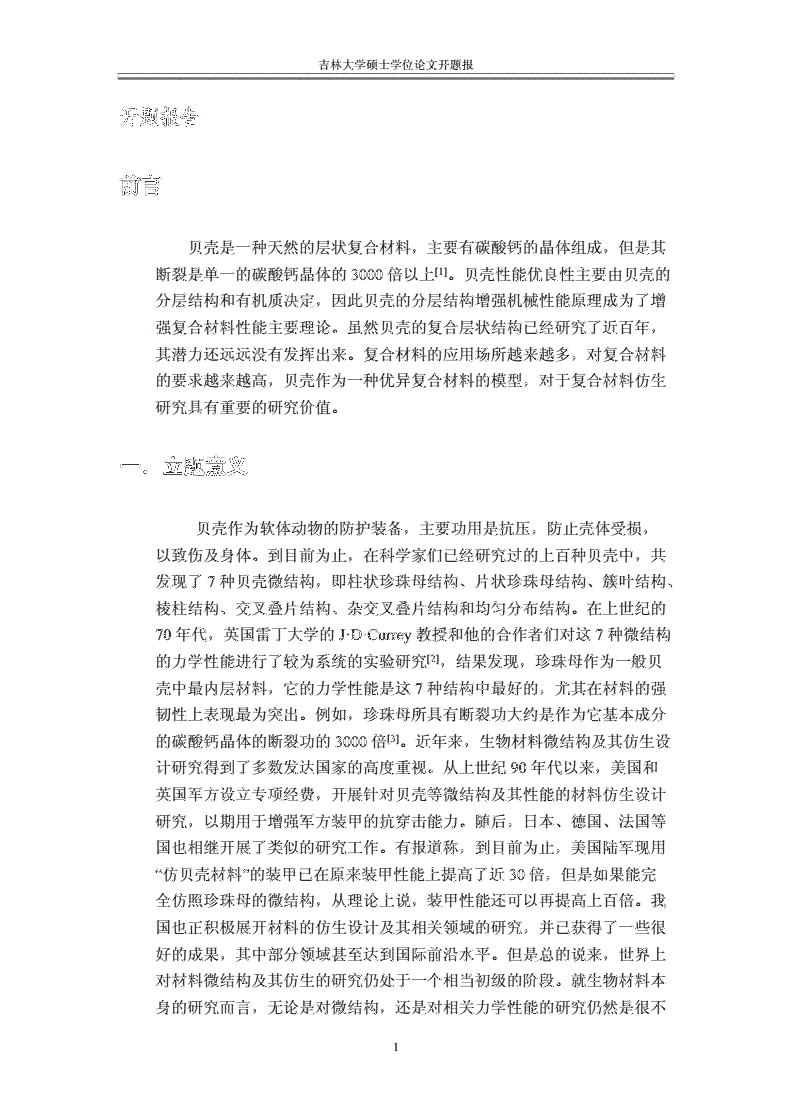 吉林大学硕士学位论文开题报
开题报告
前言
贝壳是一种天然的层状复合材料，主要有碳酸钙的晶体组成，但是其
断裂是单一的碳酸钙晶体的 3000 倍以上[1]。贝壳性能优良性主要由贝壳的
分层结构和有机质决定，因此贝壳的分层结构增强机械性能原理成为了增
强复合材料性能主要理论。虽然贝壳的复合层状结构已经研究了近百年，
其潜力还远远没有发挥出来。复合材料的应用场所越来越多，对复合材料
的要求越来越高，贝壳作为一种优异复合材料的模型，对于复合材料仿生
研究具有重要的研究价值。
一．立题意义
贝壳作为软体动物的防护装备，主要功用是抗压，防止壳体受损，
以致伤及身体。到目前为止，在科学家们已经研究过的上百种贝壳中，共
发现了 7 种贝壳微结构，即柱状珍珠母结构、片状珍珠母结构、簇叶结构、
棱柱结构、交叉叠片结构、杂交叉叠片结构和均匀分布结构。在上世纪的
70 年代，英国雷丁大学的 J·D·Currey 教授和他的合作者们对这 7 种微结构
的力学性能进行了较为系统的实验研究[2]，结果发现，珍珠母作为一般贝
壳中最内层材料，它的力学性能是这 7 种结构中最好的，尤其在材料的强
韧性上表现最为突出。例如，珍珠母所具有断裂功大约是作为它基本成分
的碳酸钙晶体的断裂功的 3000 倍[3]。近年来，生物材料微结构及其仿生设
计研究得到了多数发达国家的高度重视。从上世纪 90 年代以来，美国和
英国军方设立专项经费，开展针对贝壳等微结构及其性能的材料仿生设计
研究，以期用于增强军方装甲的抗穿击能力。随后，日本、德国、法国等
国也相继开展了类似的研究工作。有报道称，到目前为止，美国陆军现用
“仿贝壳材料”的装甲已在原来装甲性能上提高了近 30 倍，但是如果能完
全仿照珍珠母的微结构，从理论上说，装甲性能还可以再提高上百倍。我
国也正积极展开材料的仿生设计及其相关领域的研究，并已获得了一些很
好的成果，其中部分领域甚至达到国际前沿水平。但是总的说来，世界上
对材料微结构及其仿生的研究仍处于一个相当初级的阶段。就生物材料本
身的研究而言，无论是对微结构，还是对相关力学性能的研究仍然是很不
1